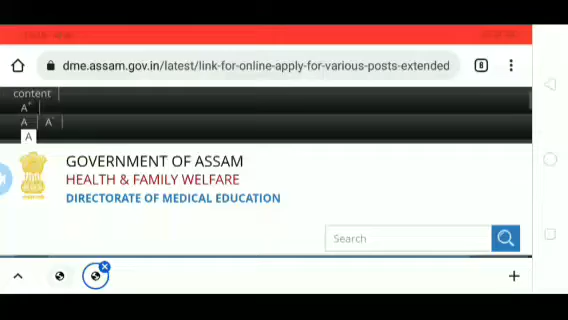 8
dme.assam.gov.in/latest/link-for-online-apply-for-various-posts-extended
content
A+
A A-
A
GOVERNMENT OF ASSAM
HEALTH & FAMILY WELFARE
DIRECTORATE OF MEDICAL EDUCATION
Search